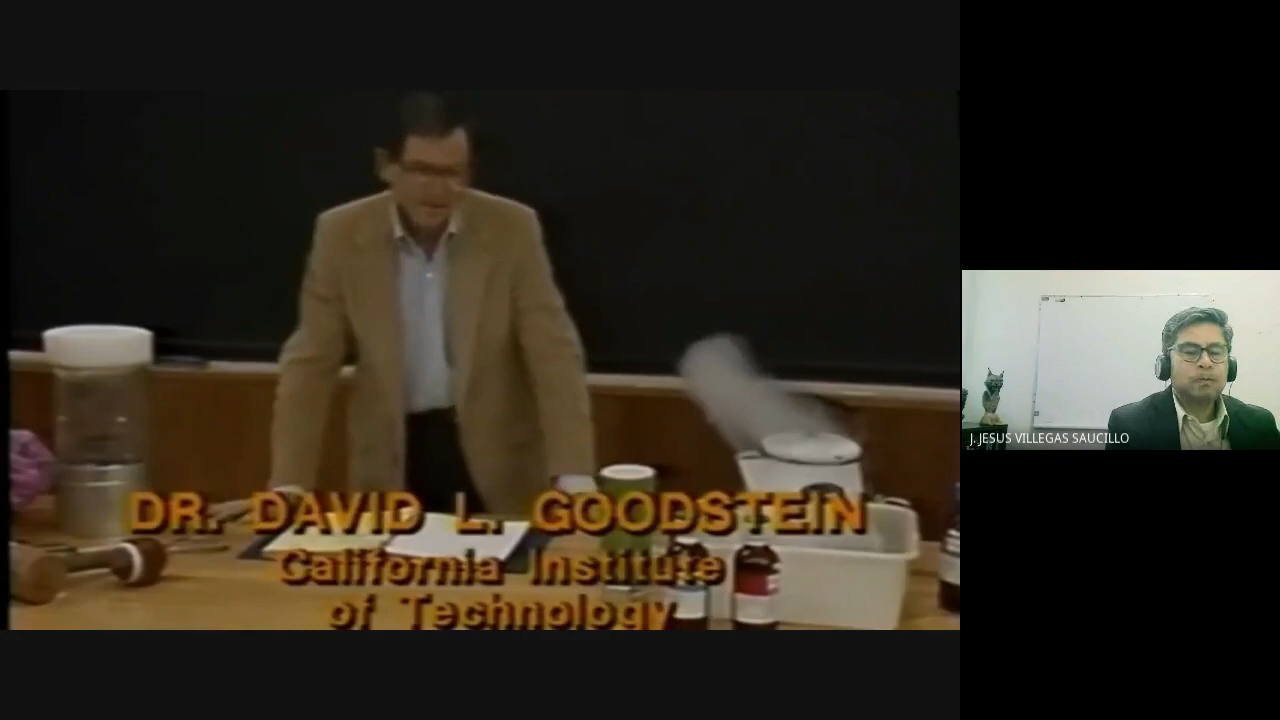 DR. DAVID L. GOODSTEIN
California Institute
of Technology
J. JESUS VILLEGAS SAUCILLO